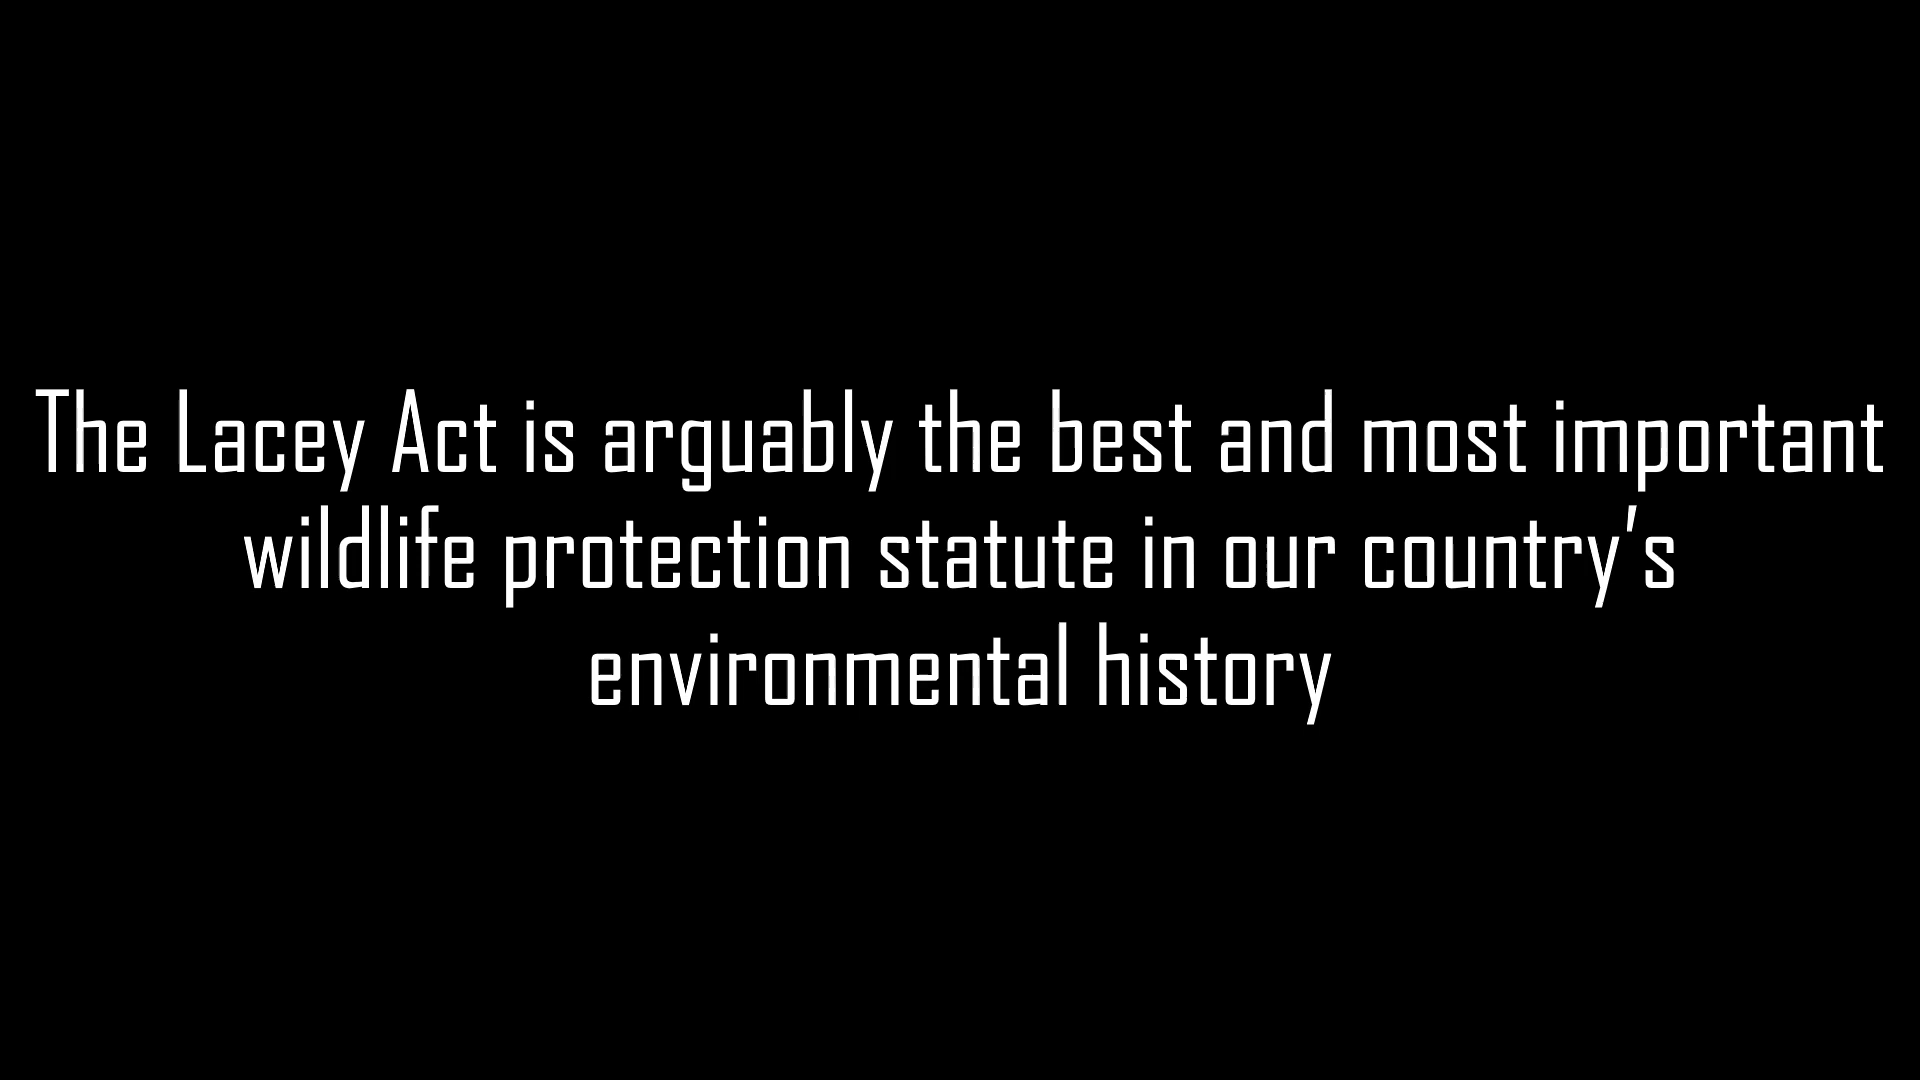 The Lacey Act is arguably the best and most important
wildlife protection statute in our country's
environmental history